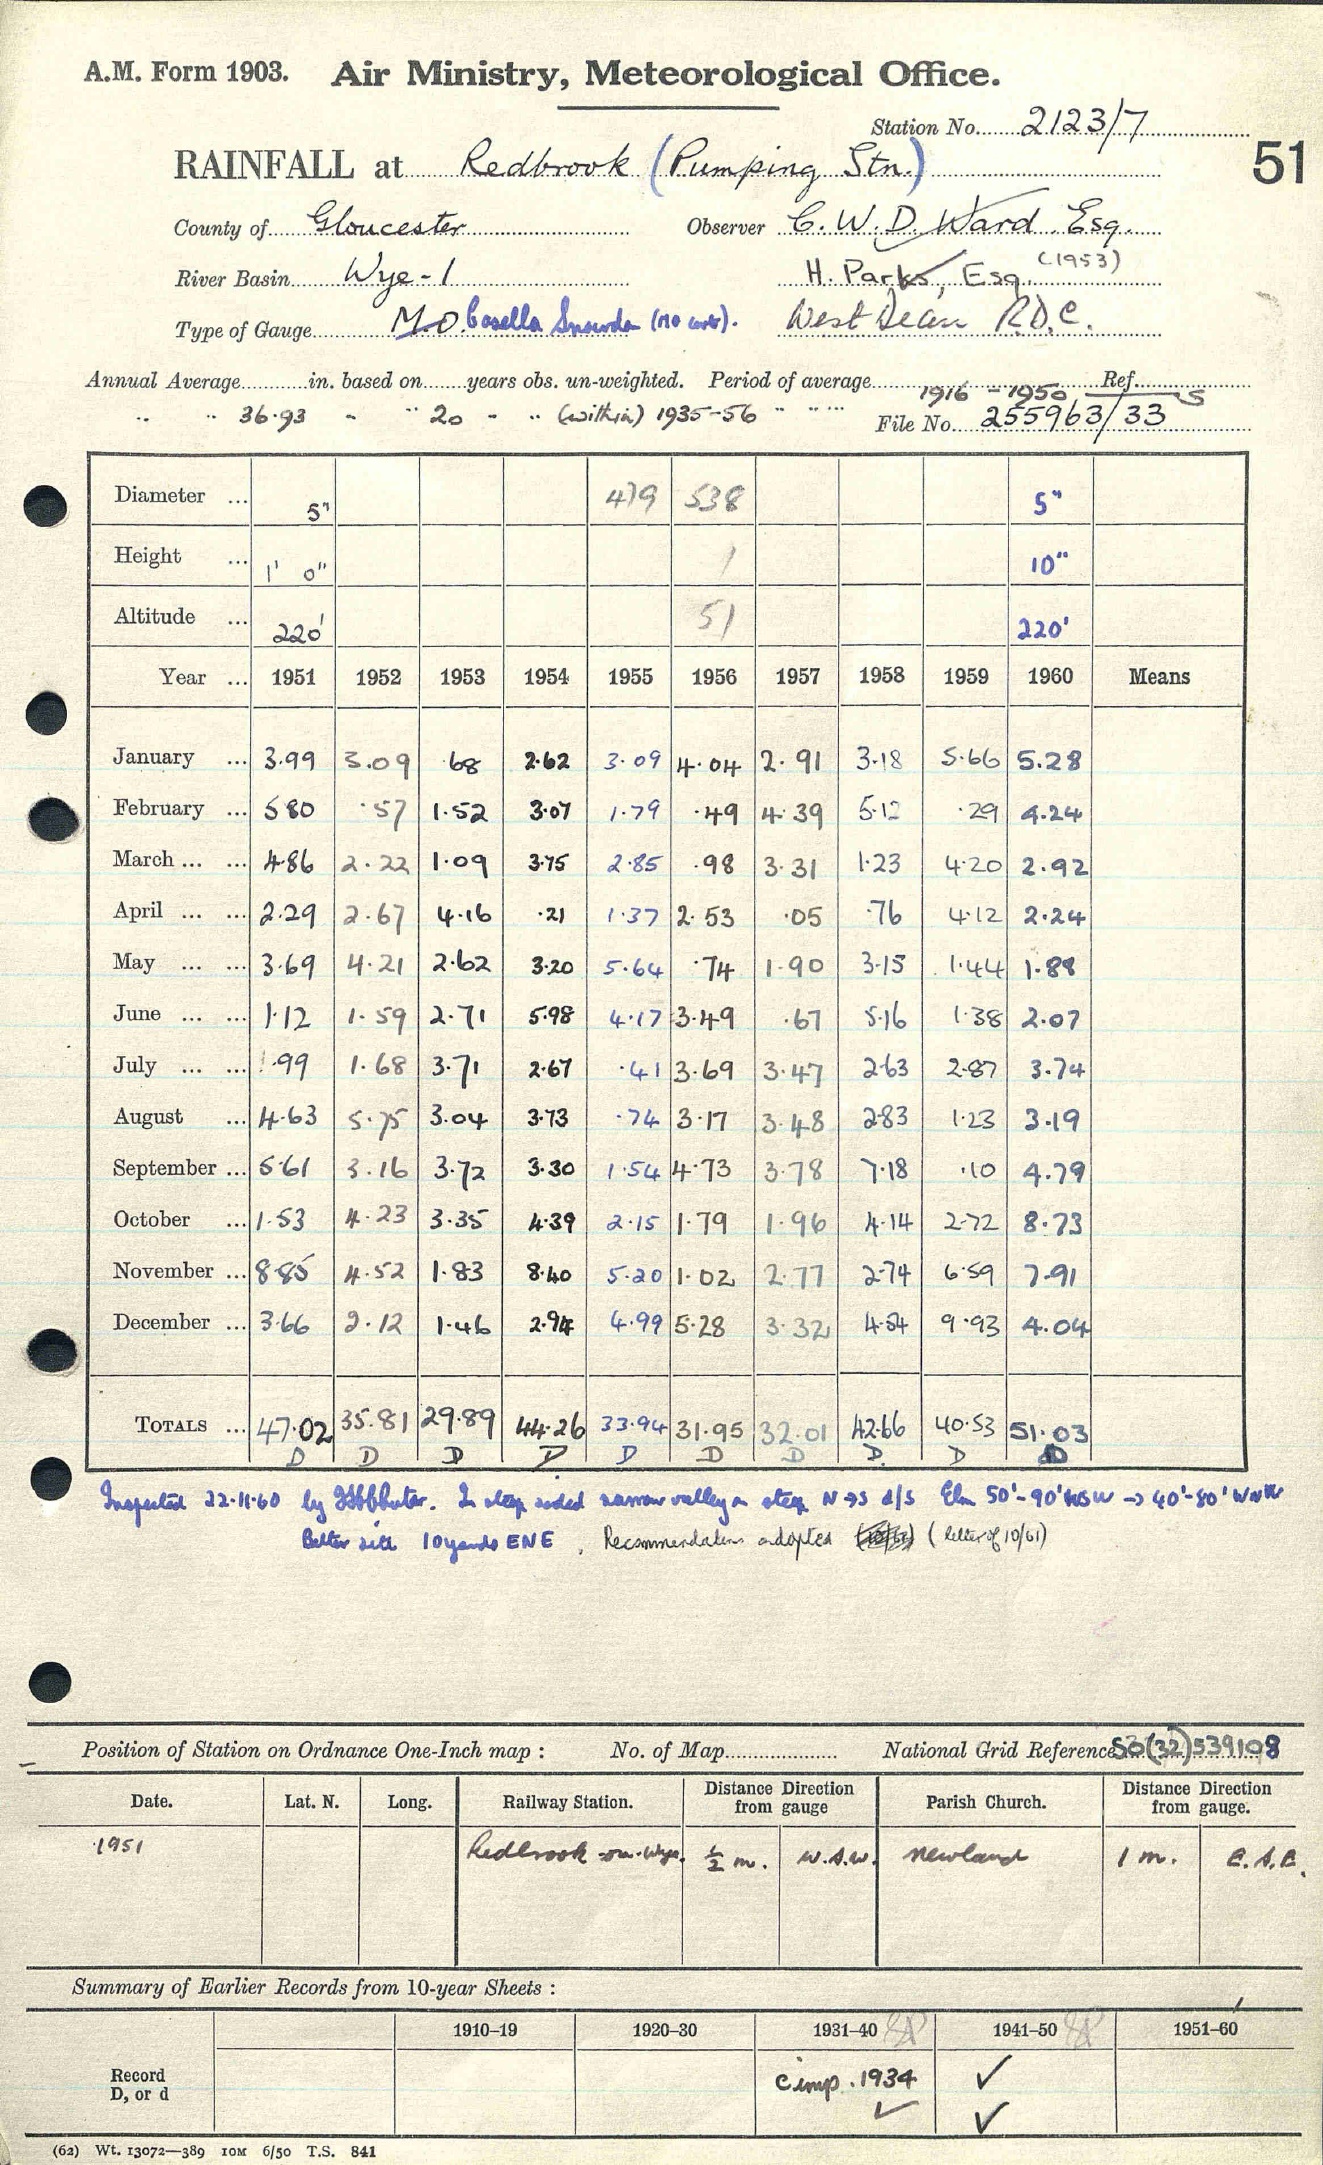 A.M. Form 1903. Air Ministry, Meteorological Office.
Station No. 2123/7
51
RAINFALL at Redbrook (Pumping Stn.)
County of Gloucester Observer C. W. D. Ward. Esq.
River Basin Wye-1 H. Parks, Esq. (1953)
Type of Gauge M.O. Casella Snowdon (MO cert). West Dean R.D.C.
Annual Average in. based on years obs. un-weighted. Period of average 1916-1950 Ref. S
" " 36.93 " " 20 " " (within) 1935-56 " " " "
File No. 255963/33
Diameter ... 5" 479 538 5"
Height ... 1' 0" 1 10"
Altitude ... 220' 51 220'
Year ... 1951 1952 1953 1954 1955 1956 1957 1958 1959 1960 Means
January ... 3.99 3.09 .68 2.62 3.09 4.04 2.91 3.18 5.66 5.28
February ... 5.80 .57 1.52 3.07 1.79 .49 4.39 5.12 .29 4.24
March ... ... 4.86 2.22 1.09 3.75 2.85 .98 3.31 1.23 4.20 2.92
April ... ... 2.29 2.67 4.16 .21 1.37 2.53 .05 .76 4.12 2.24
May ... ... 3.69 4.21 2.62 3.20 5.64 .74 1.90 3.15 1.44 1.88
June ... ... 1.12 1.59 2.71 5.98 4.17 3.49 .67 5.16 1.38 2.07
July ... ... .99 1.68 3.71 2.67 .41 3.69 3.47 2.63 2.87 3.74
August ... 4.63 5.75 3.04 3.73 .74 3.17 3.48 2.83 1.23 3.19
September ... 5.61 3.16 3.72 3.30 1.54 4.73 3.78 7.18 .10 4.79
October ... 1.53 4.23 3.35 4.39 2.15 1.79 1.96 4.14 2.72 8.73
November ... 8.85 4.52 1.83 8.40 5.20 1.02 2.77 2.74 6.59 7.91
December ... 3.66 2.12 1.46 2.94 4.99 5.28 3.32 4.54 9.93 4.04
TOTALS ... 47.02 35.81 29.89 44.26 33.94 31.95 32.01 42.66 40.53 51.03
D D D D D D D D D D
Inspected 22.11.60 by In steep sided narrow valley on steep N→S d/s Elm 50'-90' WSW → 40'-80' WNW
Better site 10 yards ENE. Recommendations adopted (letter of 10/61)
Position of Station on Ordnance One-Inch map : No. of Map National Grid Reference SO(32)539108
Date. Lat. N. Long. Railway Station. Distance Direction from gauge Parish Church. Distance Direction from gauge.
1951 Redbrook-on-Wye. ½ m. W.S.W. Newland 1 m. E.S.E.
Summary of Earlier Records from 10-year Sheets :
1910–19 1920–30 1931–40 1941–50 1951–60
Record D, or d c imp. 1934 ✓ ✓ ✓
(62) Wt. 13072—389 10M 6/50 T.S. 841